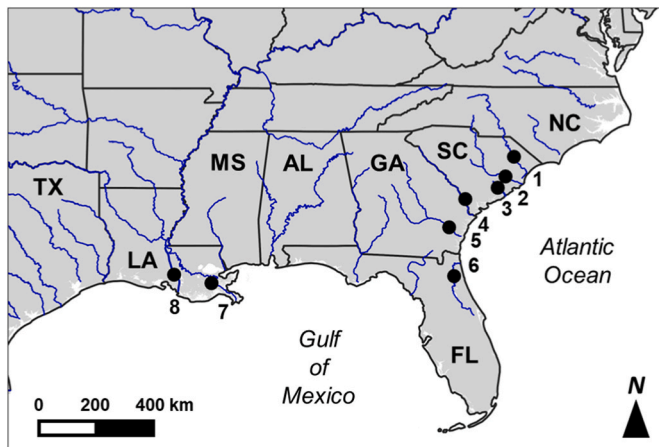 NC
SC
MS
AL
GA
TX
1
2
3
4
5
Atlantic
Ocean
LA
6
8
7
Gulf
of
Mexico
FL
N
0 200 400 km